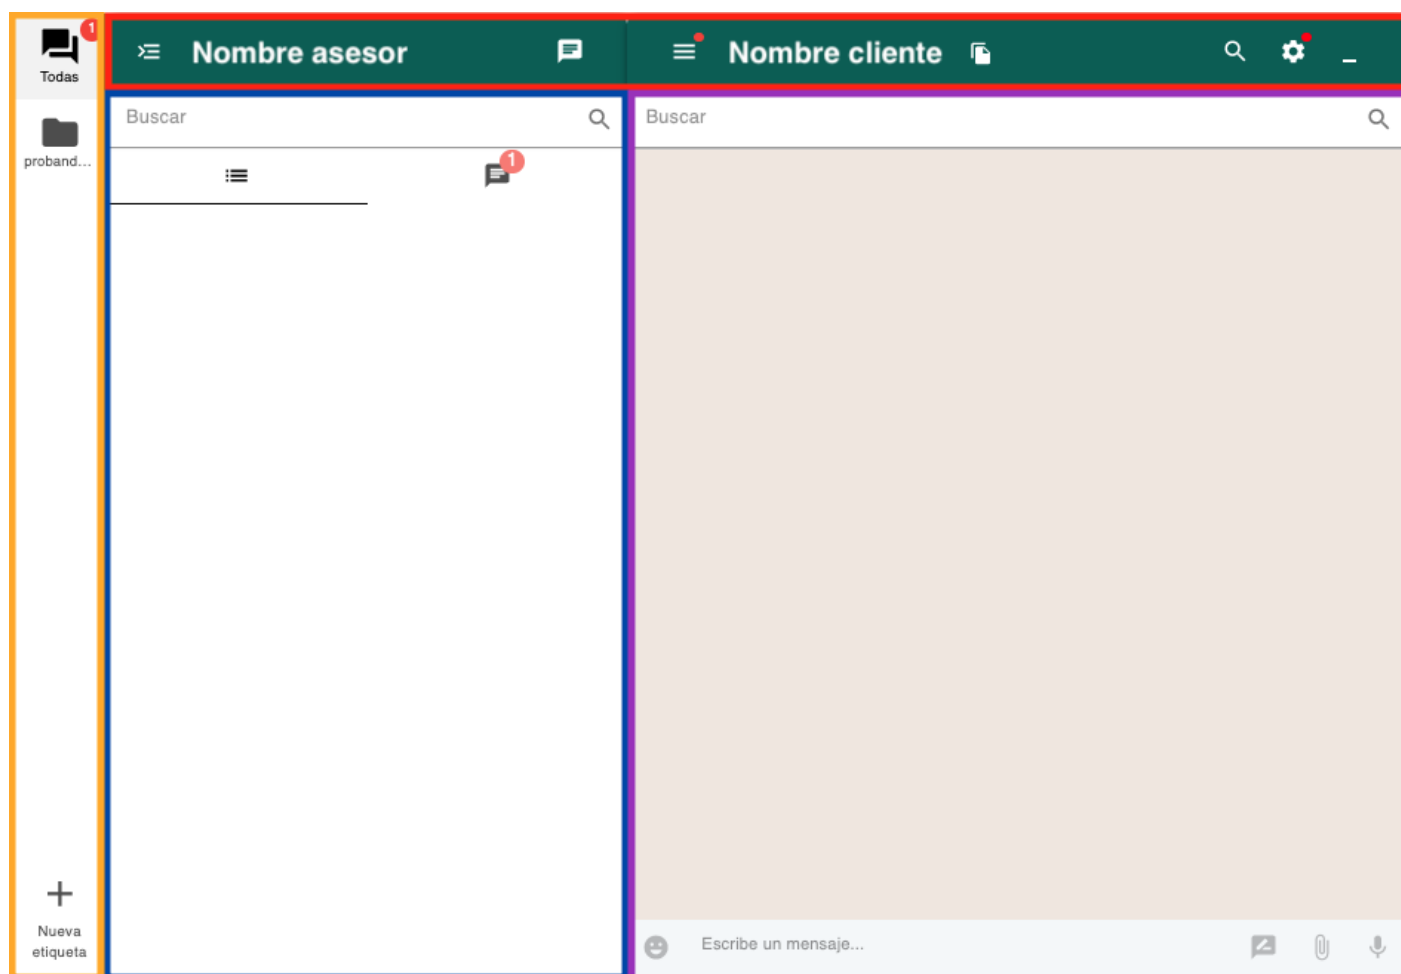 1
Todas
proband...
Nueva
etiqueta
Nombre asesor
Nombre cliente
Buscar
1
Buscar
Escribe un mensaje...